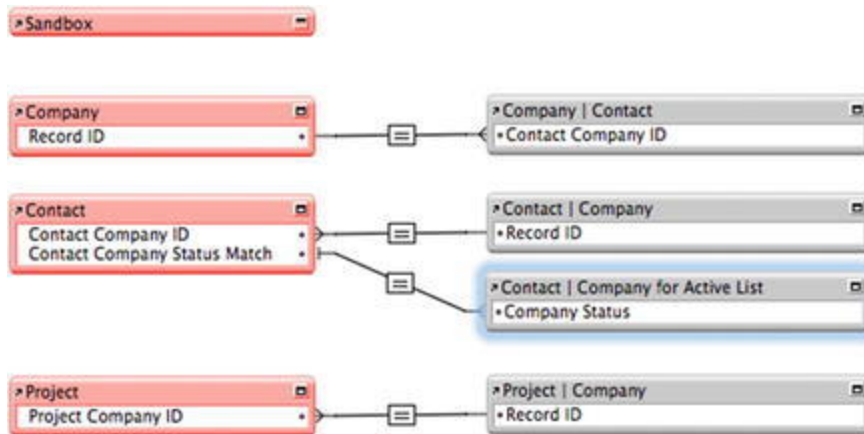 Sandbox
Company
Record ID
Company | Contact
Contact Company ID
Contact
Contact Company ID
Contact Company Status Match
Contact | Company
Record ID
Contact | Company for Active List
Company Status
Project
Project Company ID
Project | Company
Record ID